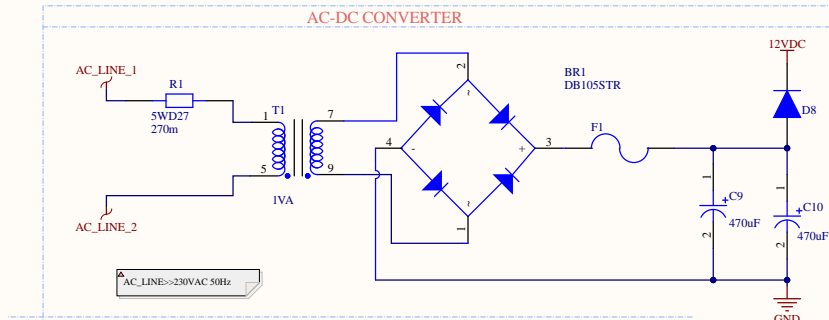 AC-DC CONVERTER
12VDC
AC_LINE_1
R1
5WD27
270m
1
T1
7
5
9
1VA
2
~
BR1
DB105STR
4
-
+
3
~
1
F1
D8
1
+
C9
470uF
2
1
+
C10
470uF
2
AC_LINE_2
AC_LINE>>230VAC 50Hz
GND